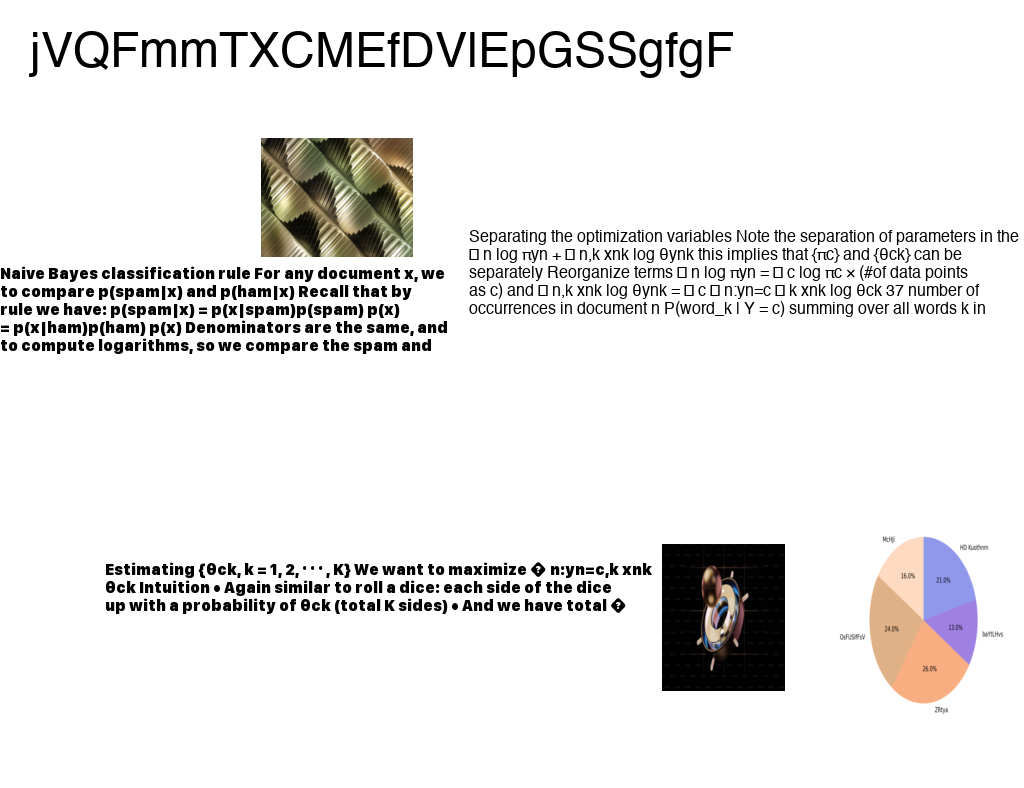 jVQFmmTXCMEfDVlEpGSSgfgF
Naive Bayes classification rule For any document x, we
to compare p(spam|x) and p(ham|x) Recall that by
rule we have: p(spam|x) = p(x|spam)p(spam) p(x)
= p(x|ham)p(ham) p(x) Denominators are the same, and
to compute logarithms, so we compare the spam and
Separating the optimization variables Note the separation of parameters in the
□ n log πyn + □ n,k xnk log θynk this implies that {πc} and {θck} can be
separately Reorganize terms □ n log πyn = □ c log πc × (#of data points
as c) and □ n,k xnk log θynk = □ c □ n:yn=c □ k xnk log θck 37 number of
occurrences in document n P(word_k | Y = c) summing over all words k in
Estimating {θck, k = 1, 2, · · · , K} We want to maximize � n:yn=c,k xnk
θck Intuition • Again similar to roll a dice: each side of the dice
up with a probability of θck (total K sides) • And we have total �
McHjl
HD Kuothnm
16.0%
21.0%
OsFUSlfFsV
24.0%
13.0%
26.0%
ZRtya